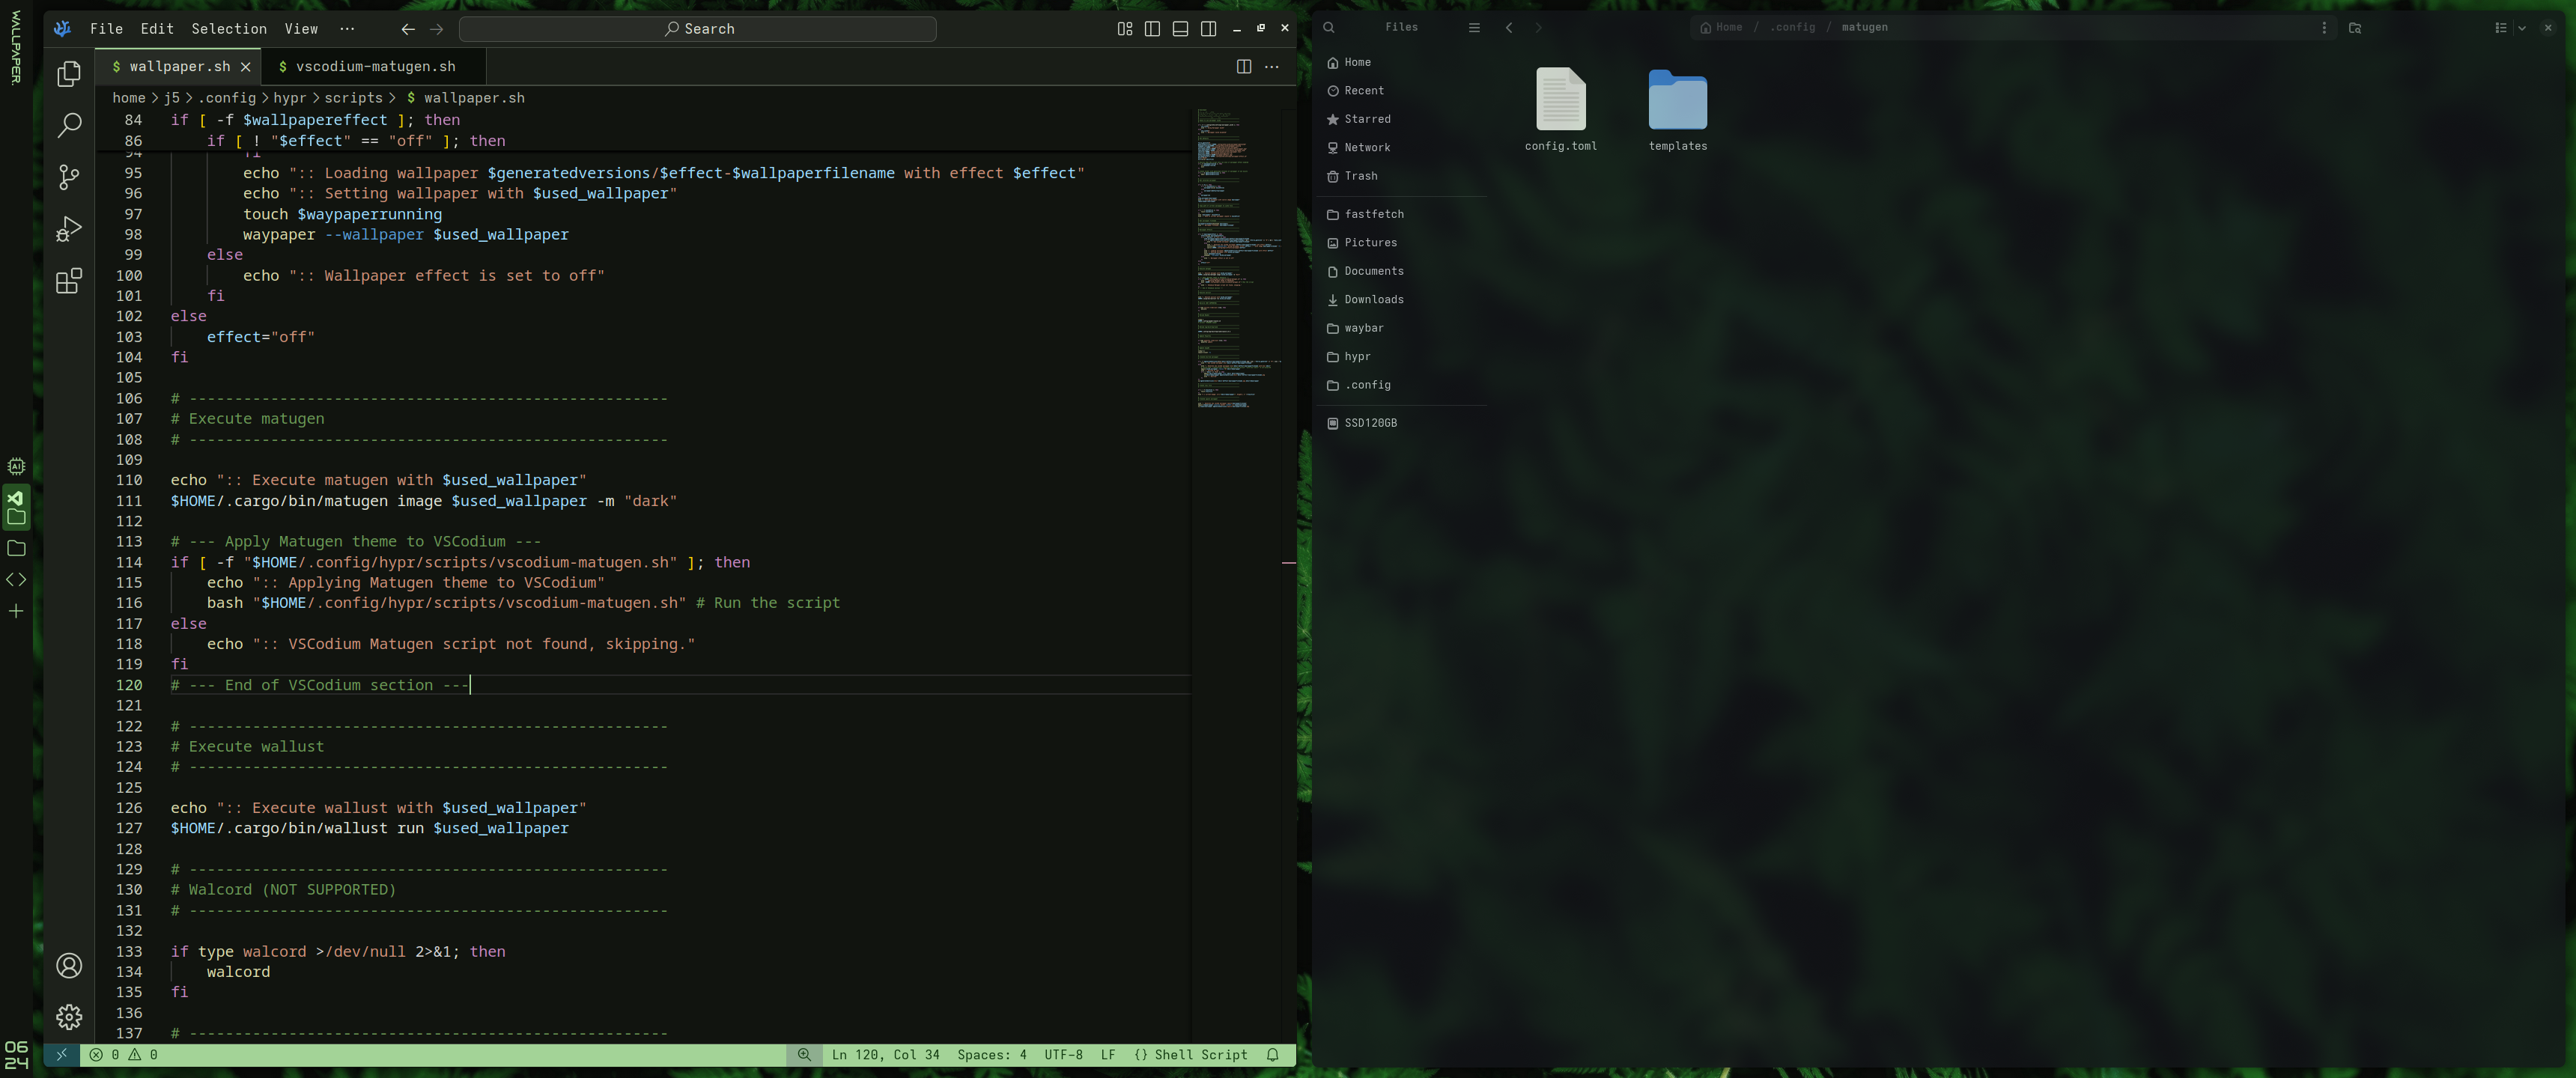 WALLPAPER.
06
24
File Edit Selection View ···
Search
$ wallpaper.sh
$ vscodium-matugen.sh
home > j5 > .config > hypr > scripts > $ wallpaper.sh
84 if [ -f $wallpapereffect ]; then
86 if [ ! "$effect" == "off" ]; then
94 fi
95 echo ":: Loading wallpaper $generatedversions/$effect-$wallpaperfilename with effect $effect"
96 echo ":: Setting wallpaper with $used_wallpaper"
97 touch $waypaperrunning
98 waypaper --wallpaper $used_wallpaper
99 else
100 echo ":: Wallpaper effect is set to off"
101 fi
102 else
103 effect="off"
104 fi
105
106 # -----------------------------------------------------
107 # Execute matugen
108 # -----------------------------------------------------
109
110 echo ":: Execute matugen with $used_wallpaper"
111 $HOME/.cargo/bin/matugen image $used_wallpaper -m "dark"
112
113 # --- Apply Matugen theme to VSCodium ---
114 if [ -f "$HOME/.config/hypr/scripts/vscodium-matugen.sh" ]; then
115 echo ":: Applying Matugen theme to VSCodium"
116 bash "$HOME/.config/hypr/scripts/vscodium-matugen.sh" # Run the script
117 else
118 echo ":: VSCodium Matugen script not found, skipping."
119 fi
120 # --- End of VSCodium section ---
121
122 # -----------------------------------------------------
123 # Execute wallust
124 # -----------------------------------------------------
125
126 echo ":: Execute wallust with $used_wallpaper"
127 $HOME/.cargo/bin/wallust run $used_wallpaper
128
129 # -----------------------------------------------------
130 # Walcord (NOT SUPPORTED)
131 # -----------------------------------------------------
132
133 if type walcord >/dev/null 2>&1; then
134 walcord
135 fi
136
137 # -----------------------------------------------------
0 0
Ln 120, Col 34 Spaces: 4 UTF-8 LF {} Shell Script
Files
Home / .config / matugen
Home
Recent
Starred
Network
Trash
fastfetch
Pictures
Documents
Downloads
waybar
hypr
.config
SSD120GB
config.toml
templates